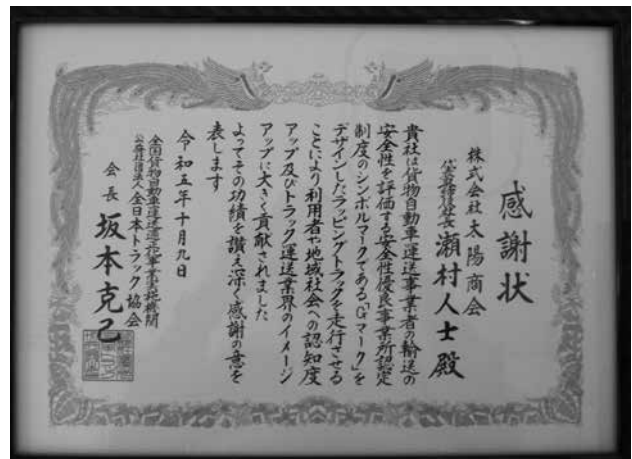 感謝状
株式会社太陽商会
代表取締役社長 瀬村人士殿
貴社は貨物自動車運送事業者の輸送の
安全性を評価する安全性優良事業所認定
制度のシンボルマークである「Gマーク」を
デザインしたラッピングトラックを走行させる
ことにより利用者や地域社会への認知度
アップ及びトラック運送業界のイメージ
アップに大きく貢献されました
よってその功績を讃え深く感謝の意を
表します
令和五年十月九日
全国貨物自動車運送適正化事業実施機関
公益社団法人全日本トラック協会
会長 坂本克己